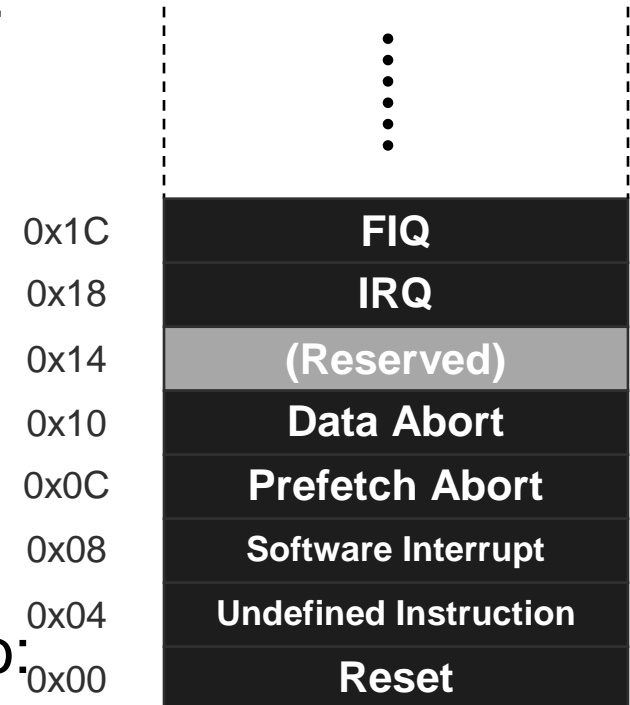 0x1C FIQ
0x18 IRQ
0x14 (Reserved)
0x10 Data Abort
0x0C Prefetch Abort
0x08 Software Interrupt
0x04 Undefined Instruction
0x00 Reset